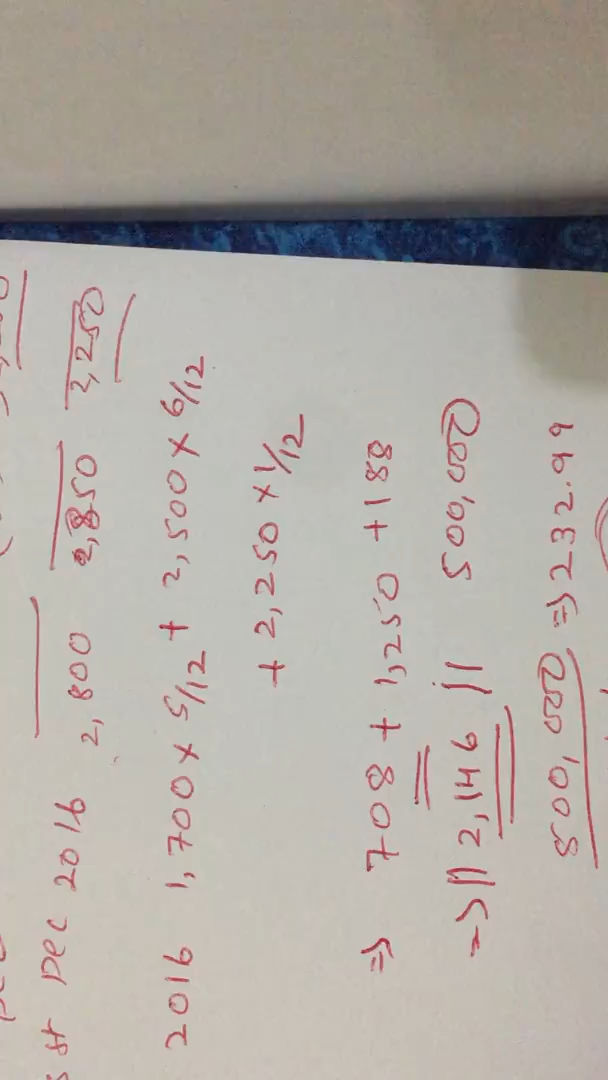 st Dec 2016 2,800 2,850 2,250
2016 1,700 x 5/12 + 2,500 x 6/12
+ 2,250 x 1/12
=> 708 + 1,250 + 188
=> || 2,146 || 500,000
500,000 => 232.99